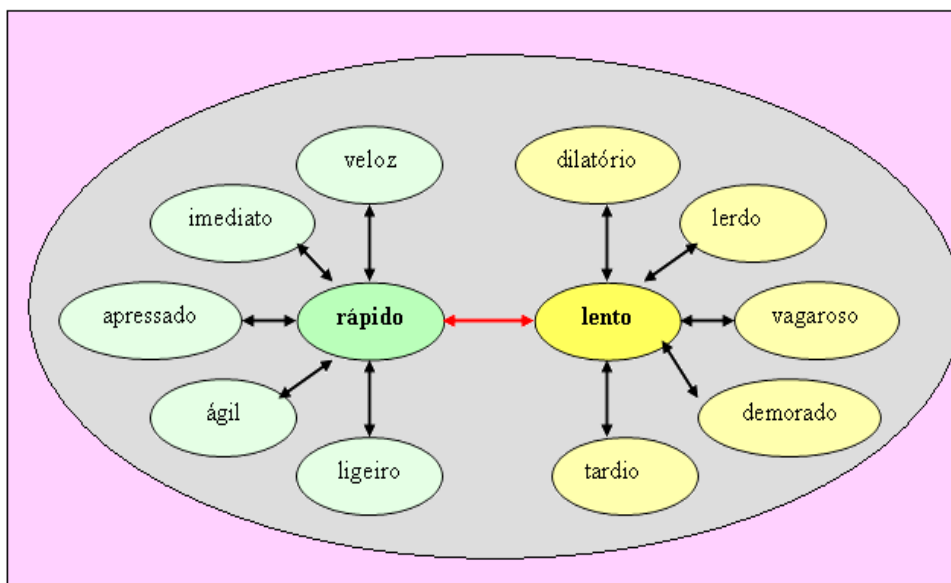 veloz
dilatório
imediato
lerdo
apressado
rápido
lento
vagaroso
ágil
demorado
ligeiro
tardio